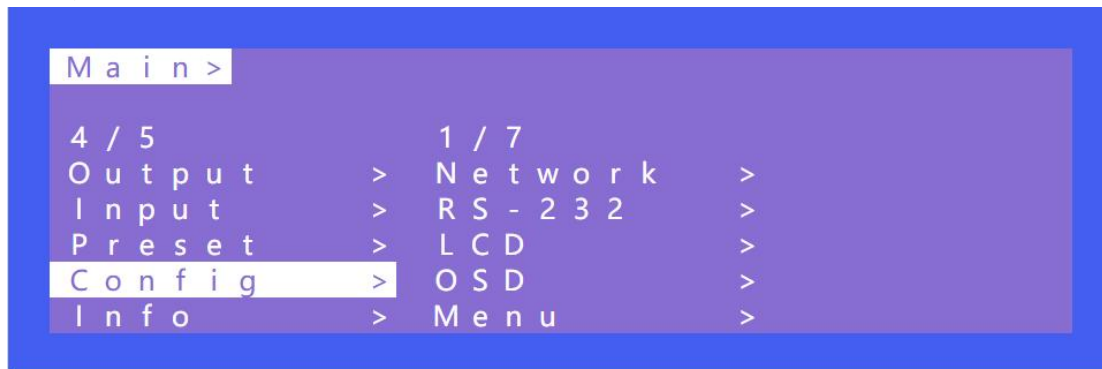 Main>
4/5 1/7
Output > Network >
Input > RS-232 >
Preset > LCD >
Config > OSD >
Info > Menu >